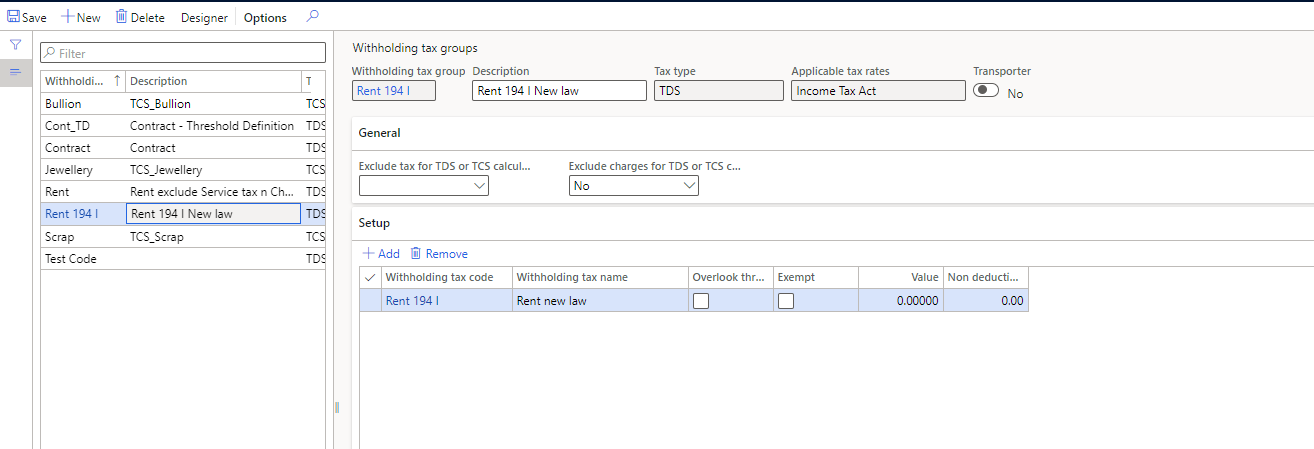 Save New Delete Designer Options
Filter
Withholdi... Description T
Bullion TCS_Bullion TCS
Cont_TD Contract - Threshold Definition TDS
Contract Contract TDS
Jewellery TCS_Jewellery TCS
Rent Rent exclude Service tax n Ch... TDS
Rent 194 I Rent 194 I New law TDS
Scrap TCS_Scrap TCS
Test Code TDS
Withholding tax groups
Withholding tax group Description Tax type Applicable tax rates Transporter
Rent 194 I Rent 194 I New law TDS Income Tax Act No
General
Exclude tax for TDS or TCS calcul... Exclude charges for TDS or TCS c...
No
Setup
Add Remove
Withholding tax code Withholding tax name Overlook thr... Exempt Value Non deducti...
Rent 194 I Rent new law 0.00000 0.00